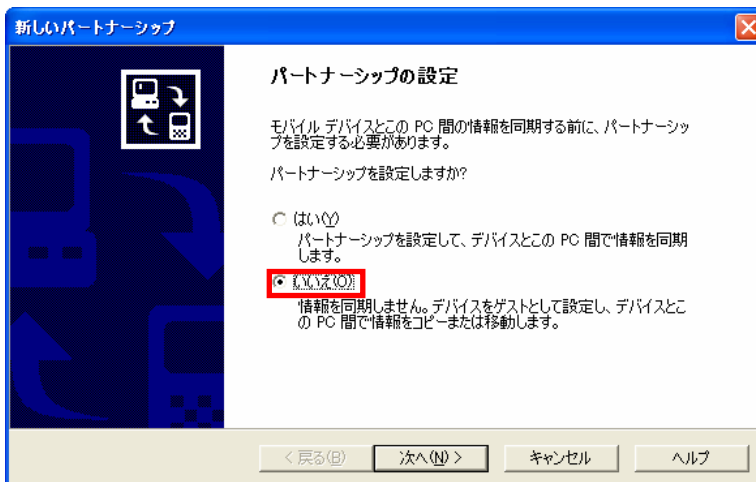 新しいパートナーシップ
パートナーシップの設定
モバイル デバイスとこの PC 間の情報を同期する前に、パートナーシッ
プを設定する必要があります。
パートナーシップを設定しますか?
はい(Y)
パートナーシップを設定して、デバイスとこの PC 間で情報を同期
します。
いいえ(O)
情報を同期しません。デバイスをゲストとして設定し、デバイスとこ
の PC 間で情報をコピーまたは移動します。
< 戻る(B) 次へ(N) > キャンセル ヘルプ